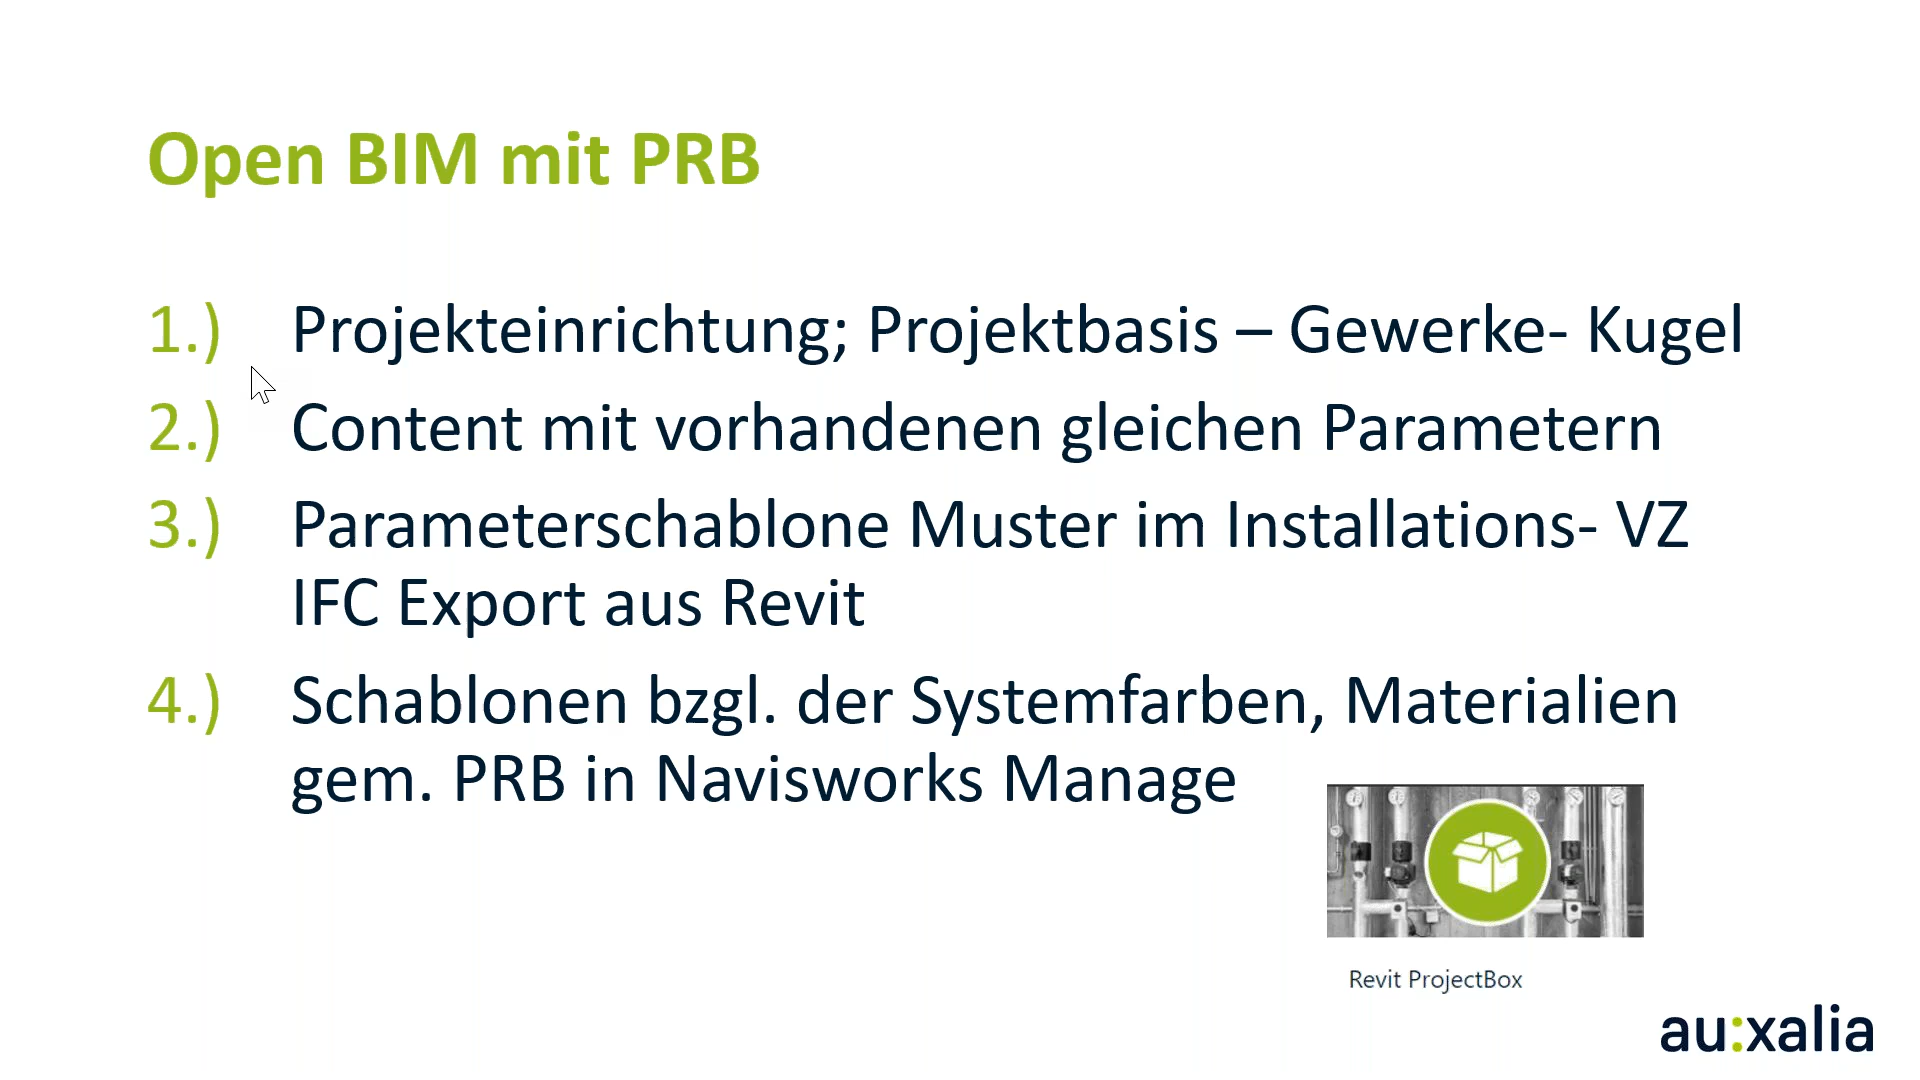 Open BIM mit PRB
1.) Projekteinrichtung; Projektbasis – Gewerke- Kugel
2.) Content mit vorhandenen gleichen Parametern
3.) Parameterschablone Muster im Installations- VZ
IFC Export aus Revit
4.) Schablonen bzgl. der Systemfarben, Materialien
gem. PRB in Navisworks Manage
Revit ProjectBox
au:xalia